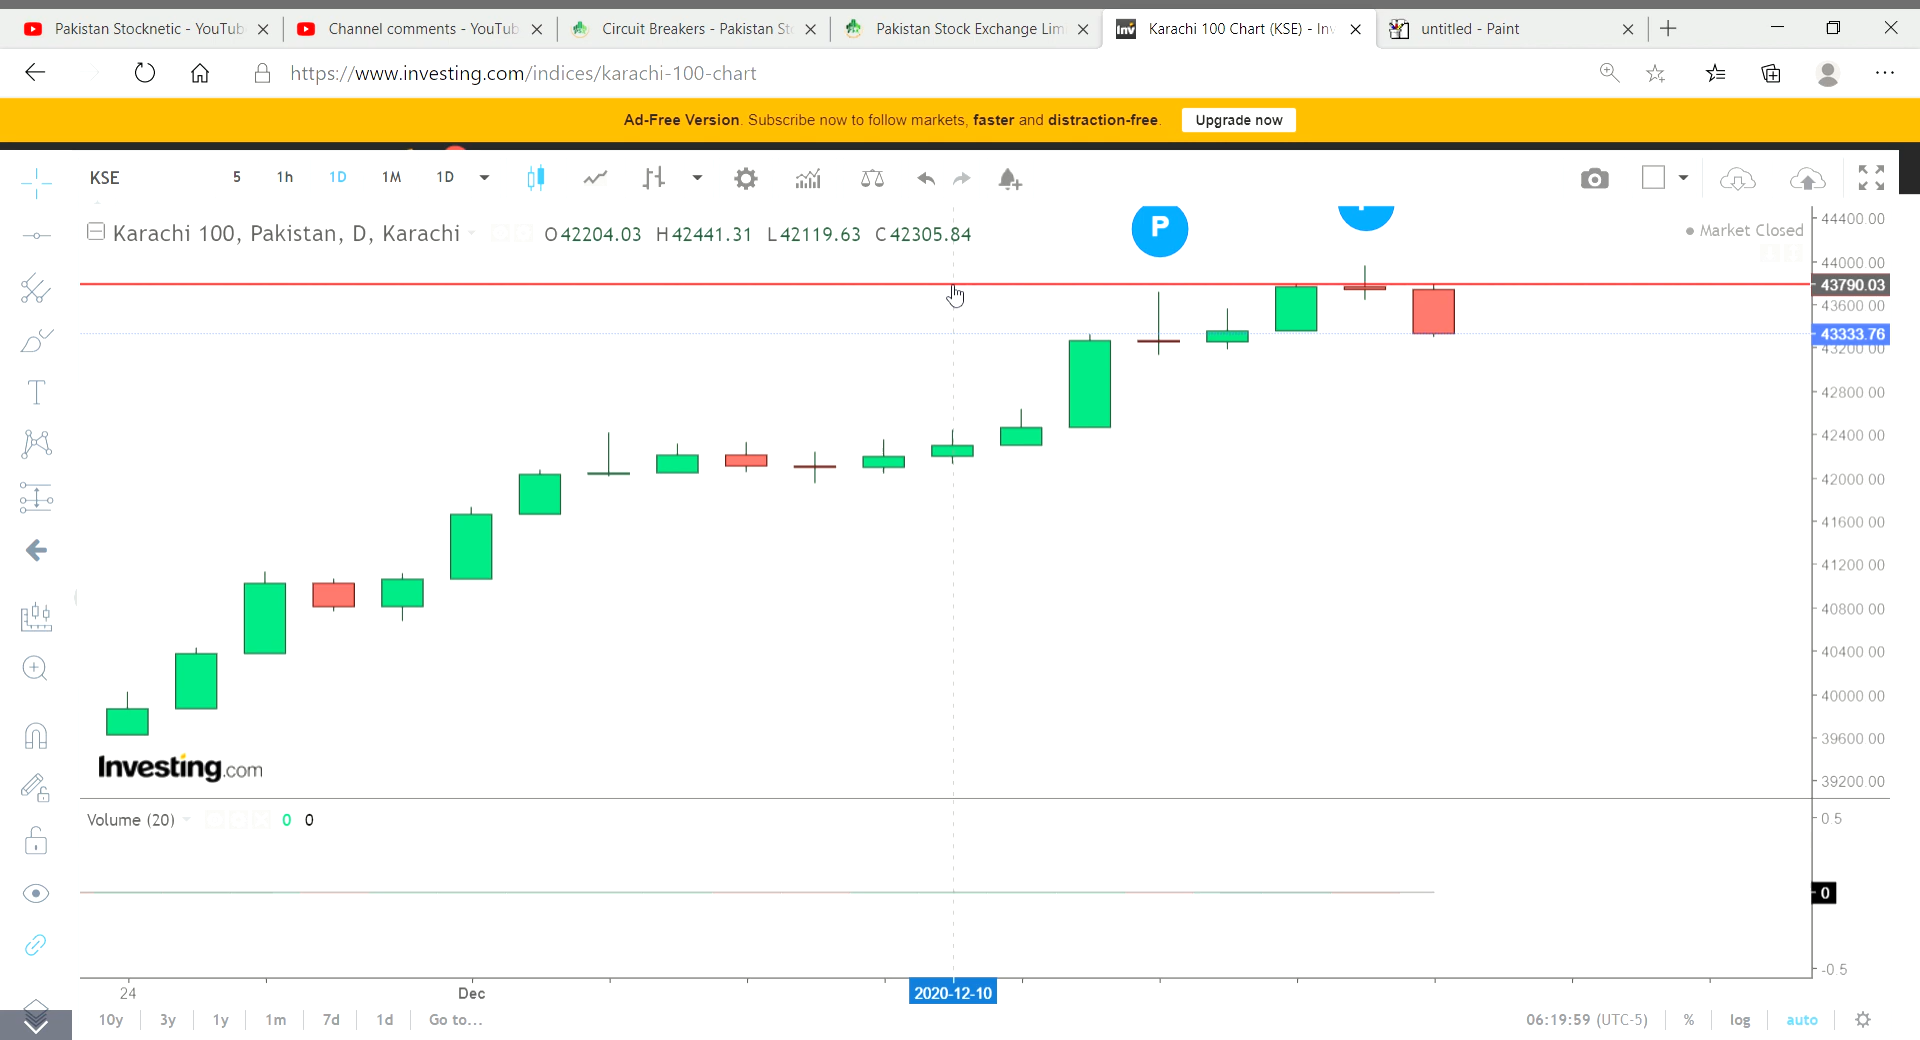 Pakistan Stocknetic - YouTub
Channel comments - YouTub
Circuit Breakers - Pakistan Sto
Pakistan Stock Exchange Lim
inv
Karachi 100 Chart (KSE) - Inv
untitled - Paint
https://www.investing.com/indices/karachi-100-chart
Ad-Free Version. Subscribe now to follow markets, faster and distraction-free.
Upgrade now
KSE
5
1h
1D
1M
1D
Karachi 100, Pakistan, D, Karachi
O 42204.03 H 42441.31 L 42119.63 C 42305.84
P
Market Closed
44400.00
44000.00
43790.03
43600.00
43333.76
43200.00
42800.00
42400.00
42000.00
41600.00
41200.00
40800.00
40400.00
40000.00
39600.00
39200.00
Investing.com
Volume (20)
0
0
0.5
0
-0.5
24
Dec
2020-12-10
10y
3y
1y
1m
7d
1d
Go to...
06:19:59 (UTC-5)
%
log
auto